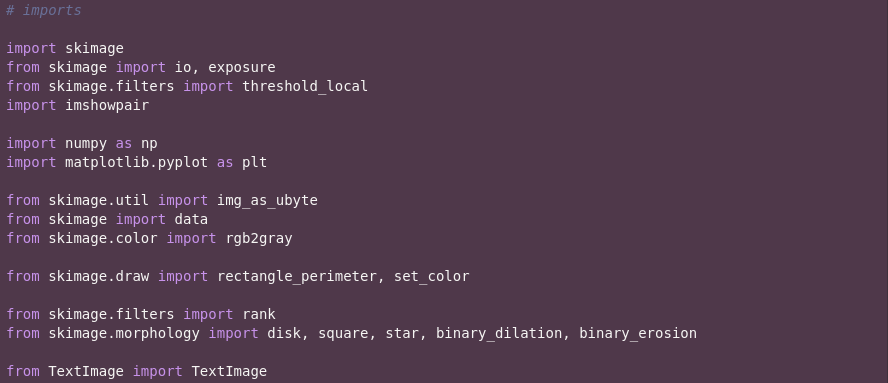 # imports
import skimage
from skimage import io, exposure
from skimage.filters import threshold_local
import imshowpair
import numpy as np
import matplotlib.pyplot as plt
from skimage.util import img_as_ubyte
from skimage import data
from skimage.color import rgb2gray
from skimage.draw import rectangle_perimeter, set_color
from skimage.filters import rank
from skimage.morphology import disk, square, star, binary_dilation, binary_erosion
from TextImage import TextImage